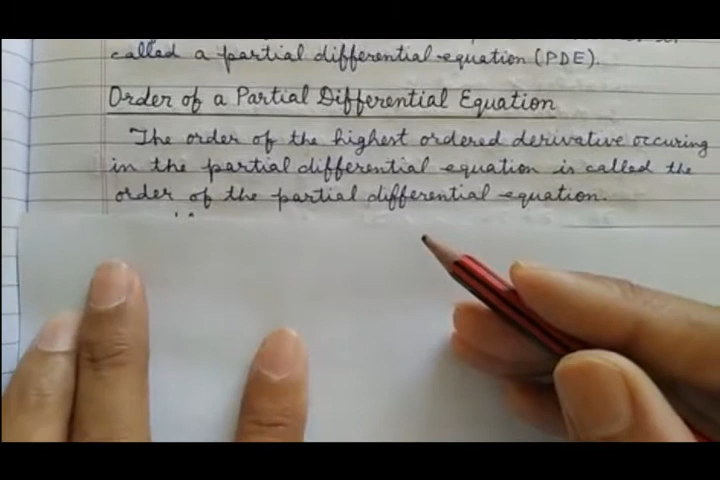 called a partial differential equation (PDE).
Order of a Partial Differential Equation
The order of the highest ordered derivative occuring
in the partial differential equation is called the
order of the partial differential equation.